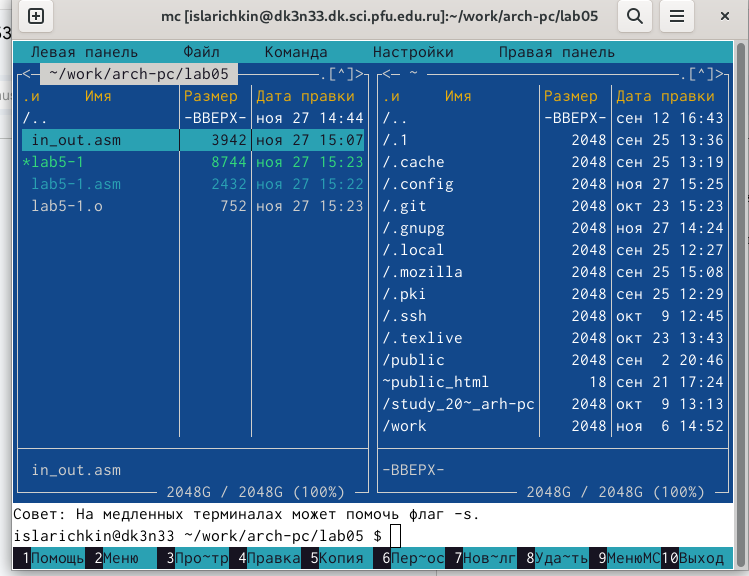 mc [islarichkin@dk3n33.dk.sci.pfu.edu.ru]:~/work/arch-pc/lab05
Левая панель Файл Команда Настройки Правая панель
<─ ~/work/arch-pc/lab05 .[^]>
.и Имя Размер Дата правки
/.. -ВВЕРХ- ноя 27 14:44
in_out.asm 3942 ноя 27 15:07
*lab5-1 8744 ноя 27 15:23
lab5-1.asm 2432 ноя 27 15:22
lab5-1.o 752 ноя 27 15:23
in_out.asm
2048G / 2048G (100%)
<─ ~ .[^]>
.и Имя Размер Дата правки
/.. -ВВЕРХ- сен 12 16:43
/.1 2048 сен 25 13:36
/.cache 2048 сен 25 13:19
/.config 2048 ноя 27 15:25
/.git 2048 окт 23 15:23
/.gnupg 2048 ноя 27 14:24
/.local 2048 сен 25 12:27
/.mozilla 2048 сен 25 15:08
/.pki 2048 сен 25 12:29
/.ssh 2048 окт 9 12:45
/.texlive 2048 окт 23 13:43
/public 2048 сен 2 20:46
~public_html 18 сен 21 17:24
/study_20~_arh-pc 2048 окт 9 13:13
/work 2048 ноя 6 14:52
-ВВЕРХ-
2048G / 2048G (100%)
Совет: На медленных терминалах может помочь флаг -s.
islarichkin@dk3n33 ~/work/arch-pc/lab05 $
1Помощь 2Меню 3Про~тр 4Правка 5Копия 6Пер~ос 7Нов~лг 8Уда~ть 9МенюMC 10Выход